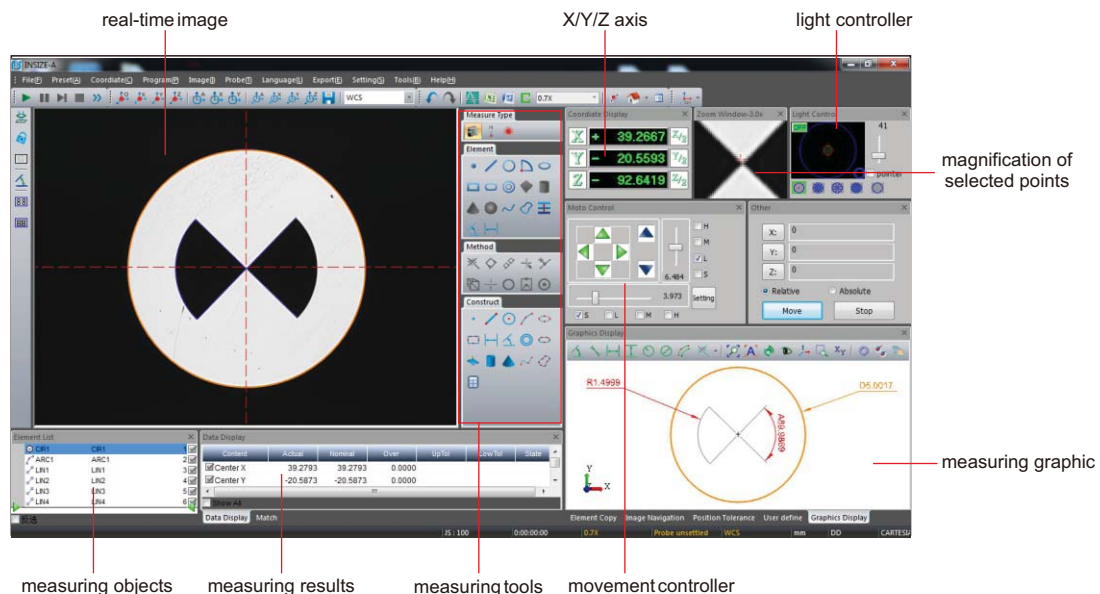 real-time image
X/Y/Z axis
light controller
INSIZE-A
File(F) Preset(A) Coordiate(C) Program(P) Image(I) Probe(T) Language(L) Export(E) Setting(S) Tools(B) Help(H)
WCS
0.7X
Measure Type
Element
Method
Construct
Coordiate Display
X + 39.2667
Y - 20.5593
Z - 92.6419
Zoom Window-3.0x
Light Control
OFF
41
pointer
magnification of
selected points
Moto Control
H
M
L
S
6.484
3.973
Setting
S L M H
Other
X: 0
Y: 0
Z: 0
Relative Absolute
Move Stop
Graphics Display
R1.4999
D5.0017
A89.9869
Y
X
measuring graphic
Element List
CIR1 CIR1 1
ARC1 ARC1 2
LIN1 LIN1 3
LIN2 LIN2 4
LIN3 LIN3 5
LIN4 LIN4 6
反选
Data Display
Content Actual Nominal Over UpTol LowTol State
Center X 39.2793 39.2793 0.0000
Center Y -20.5873 -20.5873 0.0000
Show All
Data Display Match
Element Copy Image Navigation Position Tolerance User define Graphics Display
JS : 100 0:00:00:00 0.7X Probe unsettled WCS mm DD CARTESIA
measuring objects
measuring results
measuring tools
movement controller